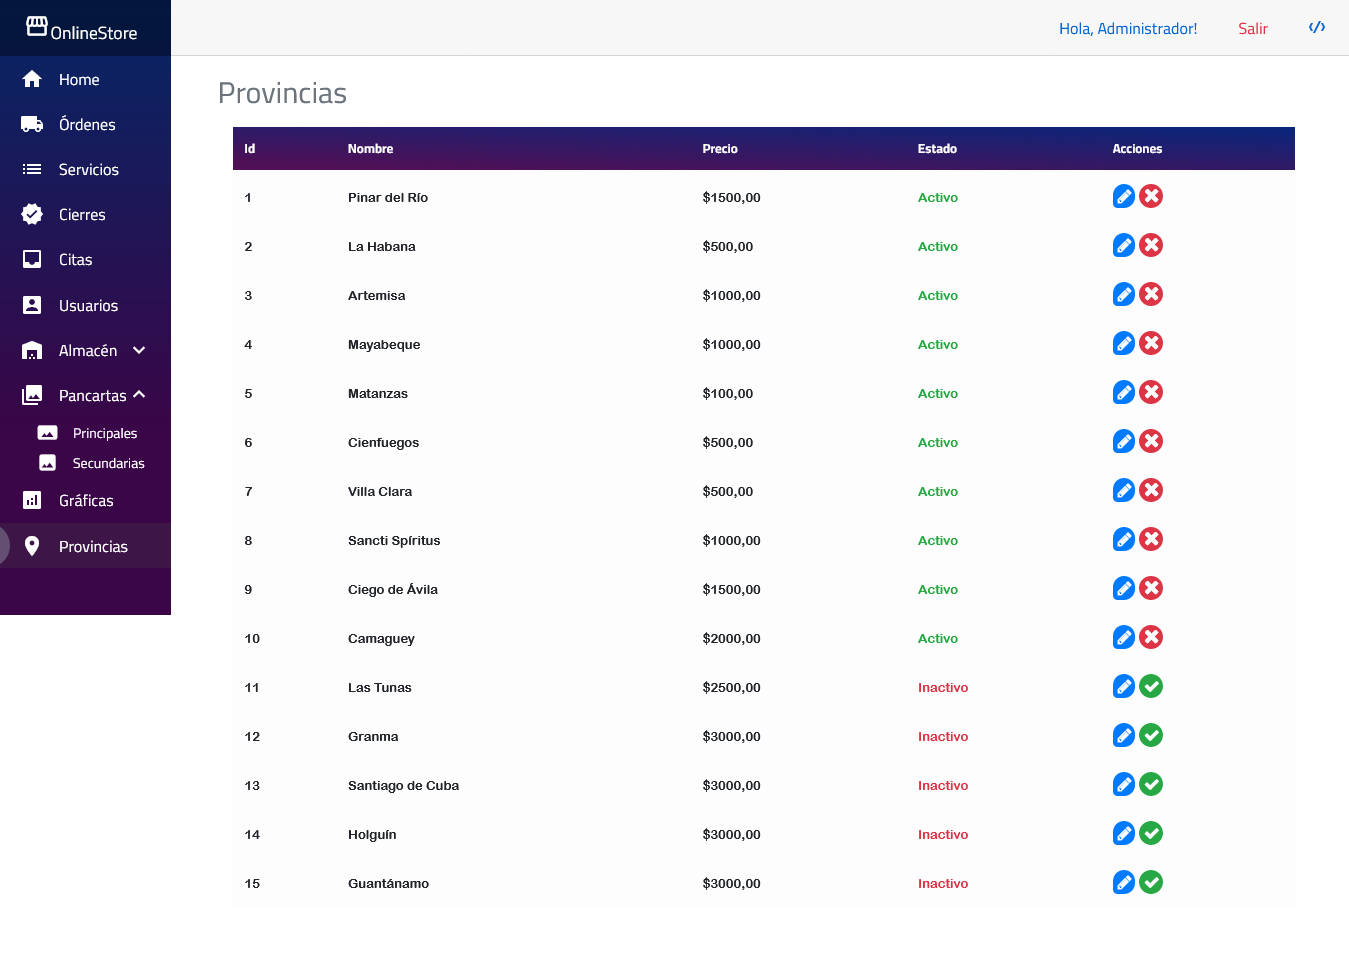 OnlineStore
Hola, Administrador! Salir
Home
Órdenes
Servicios
Cierres
Citas
Usuarios
Almacén
Pancartas
Principales
Secundarias
Gráficas
Provincias
Provincias
Id Nombre Precio Estado Acciones
1 Pinar del Río $1500,00 Activo
2 La Habana $500,00 Activo
3 Artemisa $1000,00 Activo
4 Mayabeque $1000,00 Activo
5 Matanzas $100,00 Activo
6 Cienfuegos $500,00 Activo
7 Villa Clara $500,00 Activo
8 Sancti Spíritus $1000,00 Activo
9 Ciego de Ávila $1500,00 Activo
10 Camaguey $2000,00 Activo
11 Las Tunas $2500,00 Inactivo
12 Granma $3000,00 Inactivo
13 Santiago de Cuba $3000,00 Inactivo
14 Holguín $3000,00 Inactivo
15 Guantánamo $3000,00 Inactivo